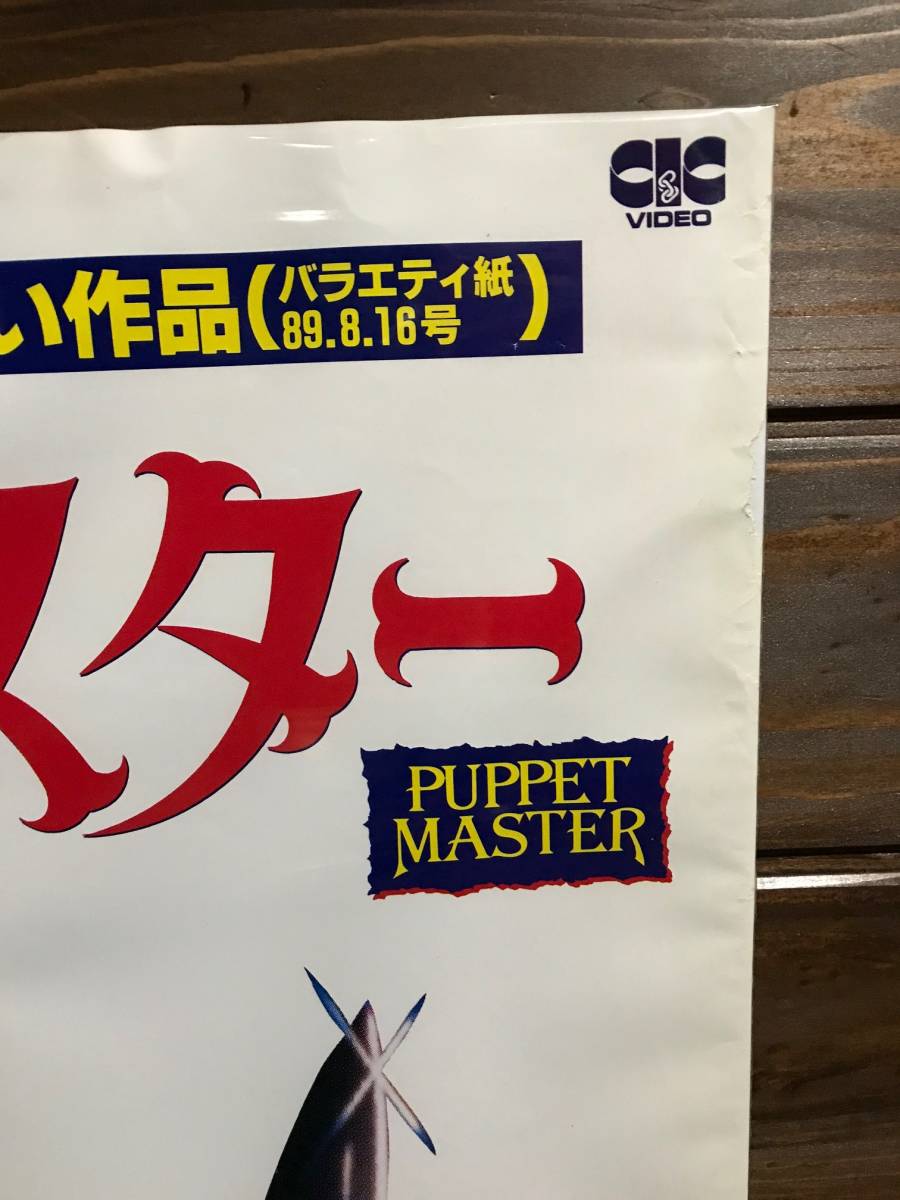 CIC
VIDEO
い作品(バラエティ紙
89.8.16号)
スター
PUPPET
MASTER